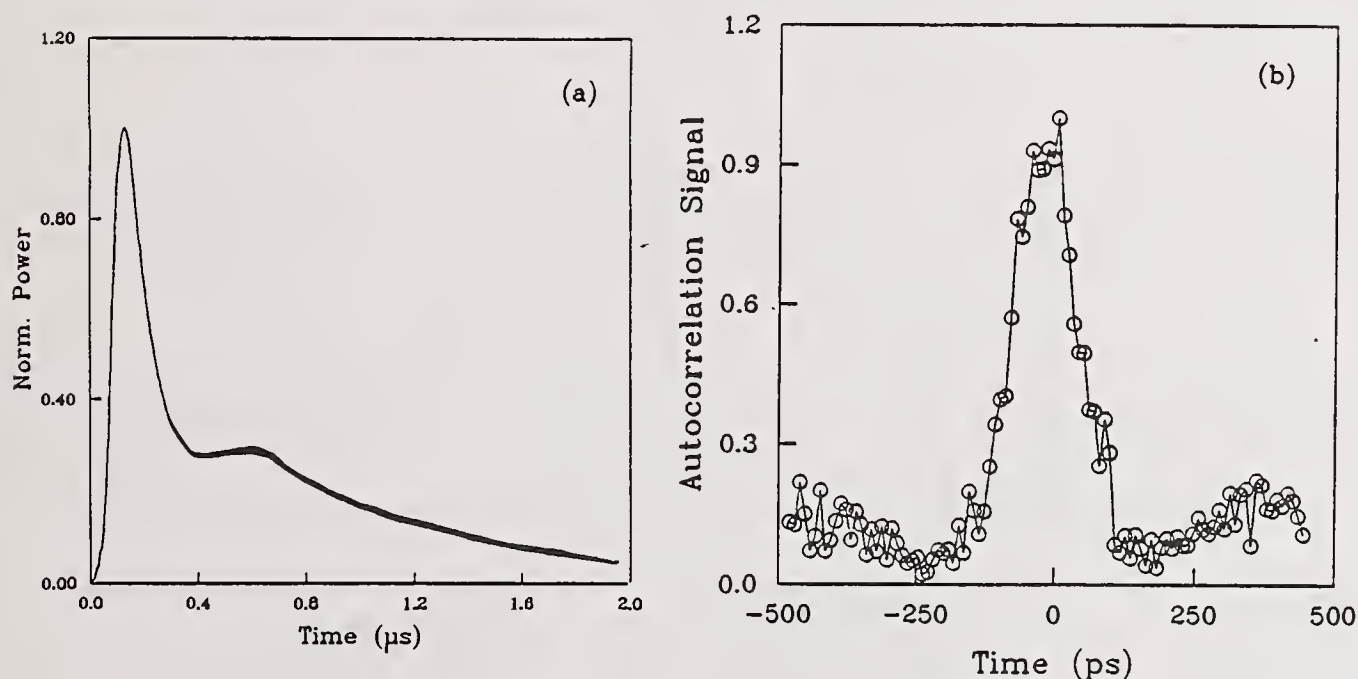 1.20
(a)
0.80
Norm. Power
0.40
0.00
0.0 0.4 0.8 1.2 1.6 2.0
Time (µs)
1.2
(b)
0.9
Autocorrelation Signal
0.6
0.3
0.0
-500 -250 0 250 500
Time (ps)